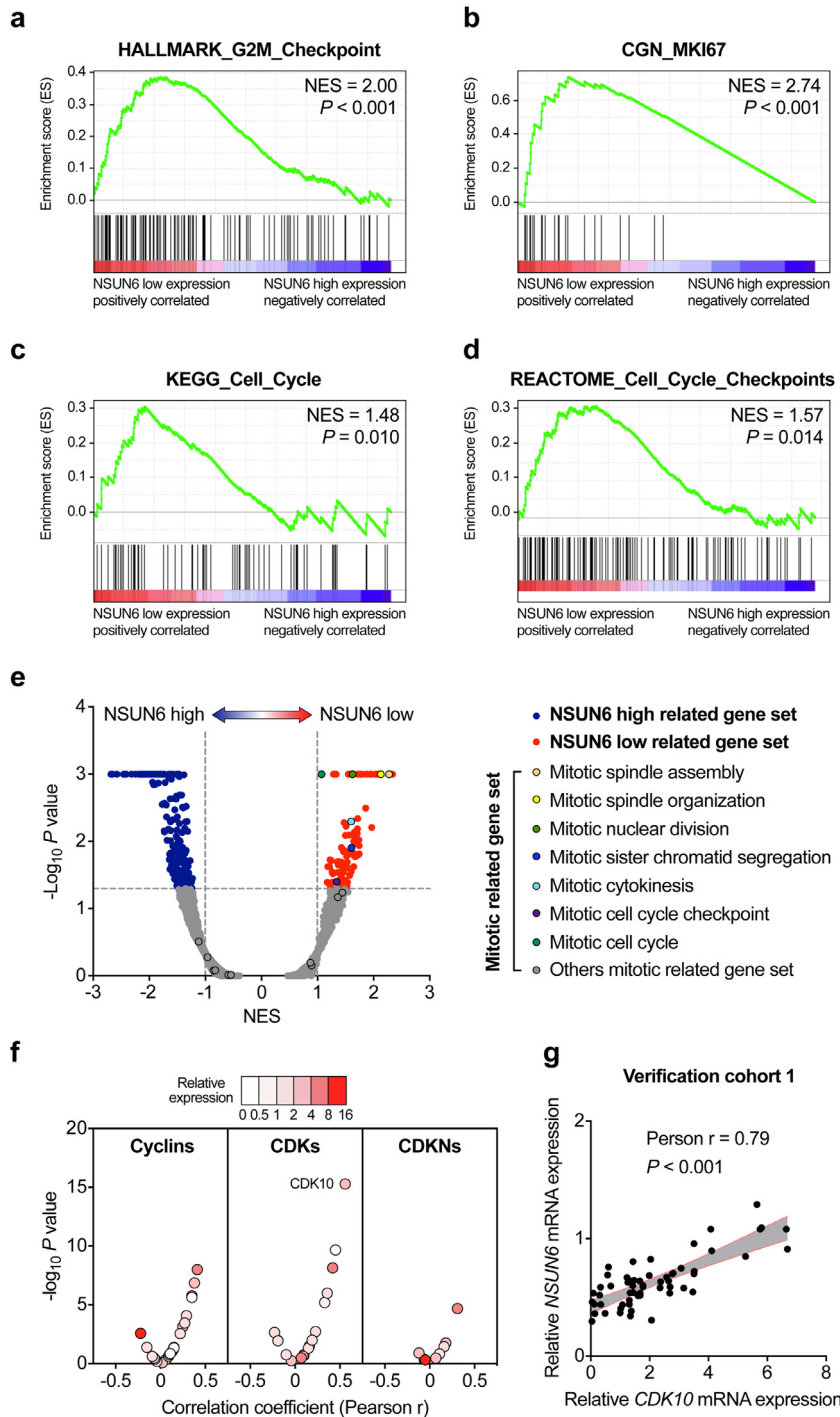 a
HALLMARK_G2M_Checkpoint
Enrichment score (ES)
0.4
0.3
0.2
0.1
0.0
NES = 2.00
P < 0.001
NSUN6 low expression
positively correlated
NSUN6 high expression
negatively correlated
b
CGN_MKI67
Enrichment score (ES)
0.6
0.4
0.2
0.0
NES = 2.74
P < 0.001
NSUN6 low expression
positively correlated
NSUN6 high expression
negatively correlated
c
KEGG_Cell_Cycle
Enrichment score (ES)
0.3
0.2
0.1
0.0
NES = 1.48
P = 0.010
NSUN6 low expression
positively correlated
NSUN6 high expression
negatively correlated
d
REACTOME_Cell_Cycle_Checkpoints
Enrichment score (ES)
0.3
0.2
0.1
0.0
NES = 1.57
P = 0.014
NSUN6 low expression
positively correlated
NSUN6 high expression
negatively correlated
e
NSUN6 high
NSUN6 low
-Log10 P value
4
3
2
1
0
-3 -2 -1 0 1 2 3
NES
NSUN6 high related gene set
NSUN6 low related gene set
Mitotic related gene set
Mitotic spindle assembly
Mitotic spindle organization
Mitotic nuclear division
Mitotic sister chromatid segregation
Mitotic cytokinesis
Mitotic cell cycle checkpoint
Mitotic cell cycle
Others mitotic related gene set
f
Relative
expression
0 0.5 1 2 4 8 16
-log10 P value
20
15
10
5
0
Cyclins
CDKs
CDKNs
CDK10
-0.5 0 0.5 -0.5 0 0.5 -0.5 0 0.5
Correlation coefficient (Pearson r)
g
Verification cohort 1
Relative NSUN6 mRNA expression
2
1
0
Person r = 0.79
P < 0.001
0 2 4 6 8
Relative CDK10 mRNA expression